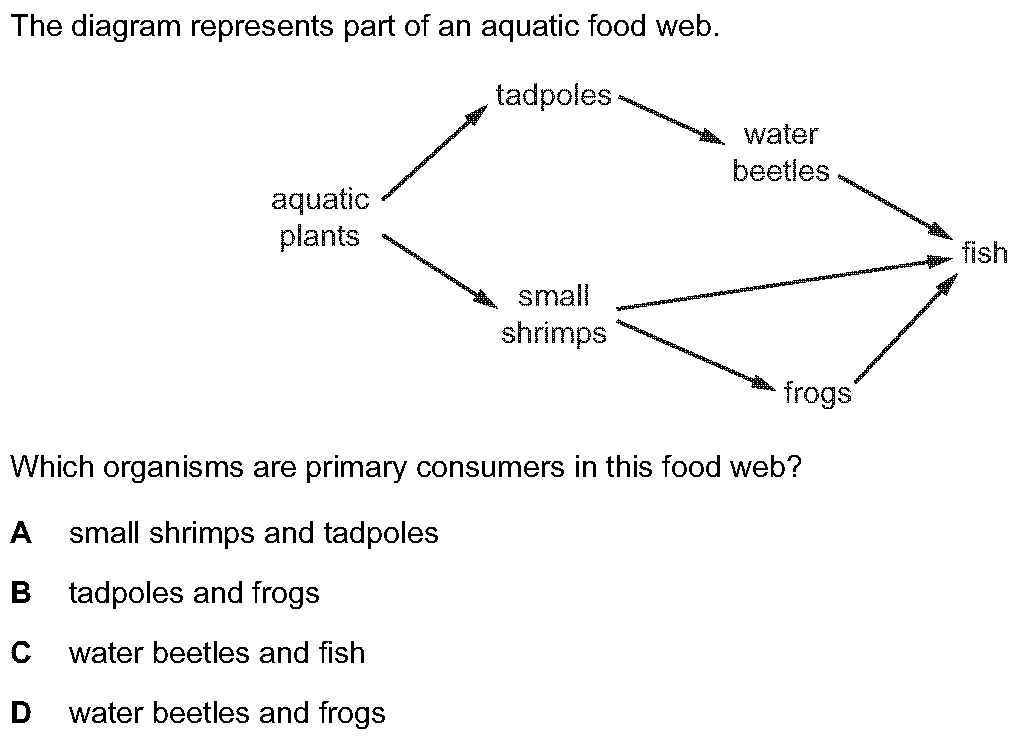 The diagram represents part of an aquatic food web.
tadpoles
water
beetles
aquatic
plants
fish
small
shrimps
frogs
Which organisms are primary consumers in this food web?
A small shrimps and tadpoles
B tadpoles and frogs
C water beetles and fish
D water beetles and frogs